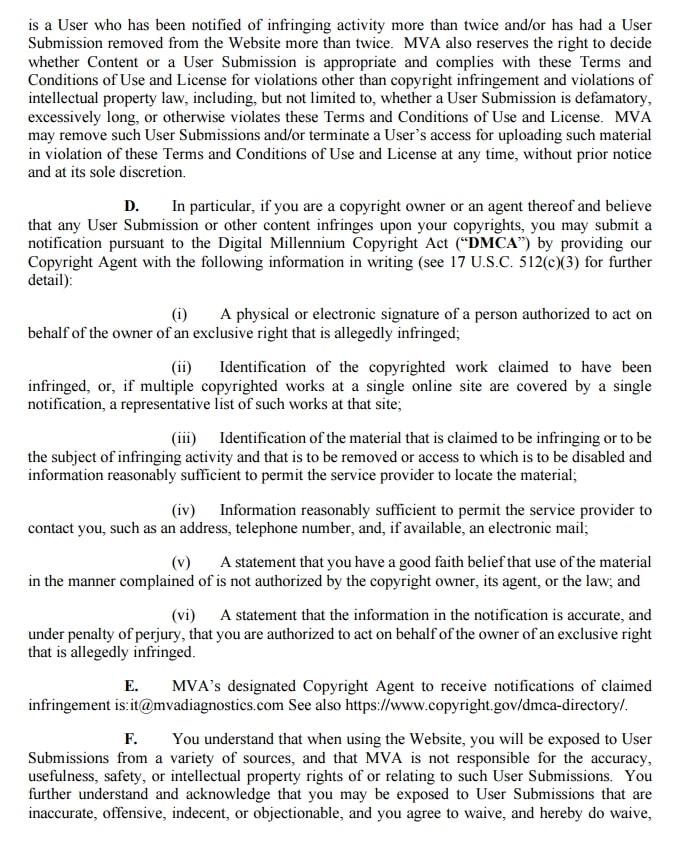 is a User who has been notified of infringing activity more than twice and/or has had a User
Submission removed from the Website more than twice. MVA also reserves the right to decide
whether Content or a User Submission is appropriate and complies with these Terms and
Conditions of Use and License for violations other than copyright infringement and violations of
intellectual property law, including, but not limited to, whether a User Submission is defamatory,
excessively long, or otherwise violates these Terms and Conditions of Use and License. MVA
may remove such User Submissions and/or terminate a User's access for uploading such material
in violation of these Terms and Conditions of Use and License at any time, without prior notice
and at its sole discretion.
D. In particular, if you are a copyright owner or an agent thereof and believe
that any User Submission or other content infringes upon your copyrights, you may submit a
notification pursuant to the Digital Millennium Copyright Act (“DMCA”) by providing our
Copyright Agent with the following information in writing (see 17 U.S.C. 512(c)(3) for further
detail):
(i) A physical or electronic signature of a person authorized to act on
behalf of the owner of an exclusive right that is allegedly infringed;
(ii) Identification of the copyrighted work claimed to have been
infringed, or, if multiple copyrighted works at a single online site are covered by a single
notification, a representative list of such works at that site;
(iii) Identification of the material that is claimed to be infringing or to be
the subject of infringing activity and that is to be removed or access to which is to be disabled and
information reasonably sufficient to permit the service provider to locate the material;
(iv) Information reasonably sufficient to permit the service provider to
contact you, such as an address, telephone number, and, if available, an electronic mail;
(v) A statement that you have a good faith belief that use of the material
in the manner complained of is not authorized by the copyright owner, its agent, or the law; and
(vi) A statement that the information in the notification is accurate, and
under penalty of perjury, that you are authorized to act on behalf of the owner of an exclusive right
that is allegedly infringed.
E. MVA's designated Copyright Agent to receive notifications of claimed
infringement is:it@mvadiagnostics.com See also https://www.copyright.gov/dmca-directory/.
F. You understand that when using the Website, you will be exposed to User
Submissions from a variety of sources, and that MVA is not responsible for the accuracy,
usefulness, safety, or intellectual property rights of or relating to such User Submissions. You
further understand and acknowledge that you may be exposed to User Submissions that are
inaccurate, offensive, indecent, or objectionable, and you agree to waive, and hereby do waive,